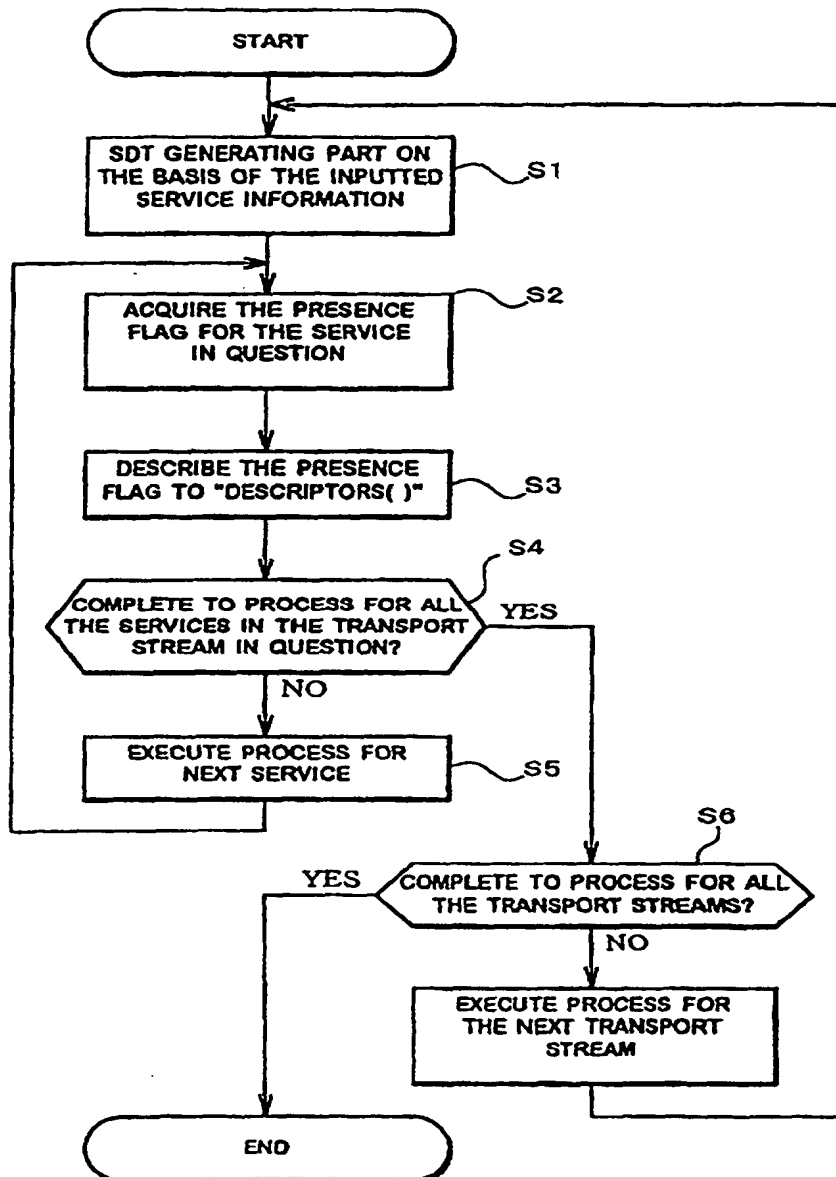 START
SDT GENERATING PART ON
THE BASIS OF THE INPUTTED
SERVICE INFORMATION
S1
ACQUIRE THE PRESENCE
FLAG FOR THE SERVICE
IN QUESTION
S2
DESCRIBE THE PRESENCE
FLAG TO "DESCRIPTORS( )"
S3
S4
COMPLETE TO PROCESS FOR ALL
THE SERVICES IN THE TRANSPORT
STREAM IN QUESTION?
YES
NO
EXECUTE PROCESS FOR
NEXT SERVICE
S5
S6
YES
COMPLETE TO PROCESS FOR ALL
THE TRANSPORT STREAMS?
NO
EXECUTE PROCESS FOR
THE NEXT TRANSPORT
STREAM
END